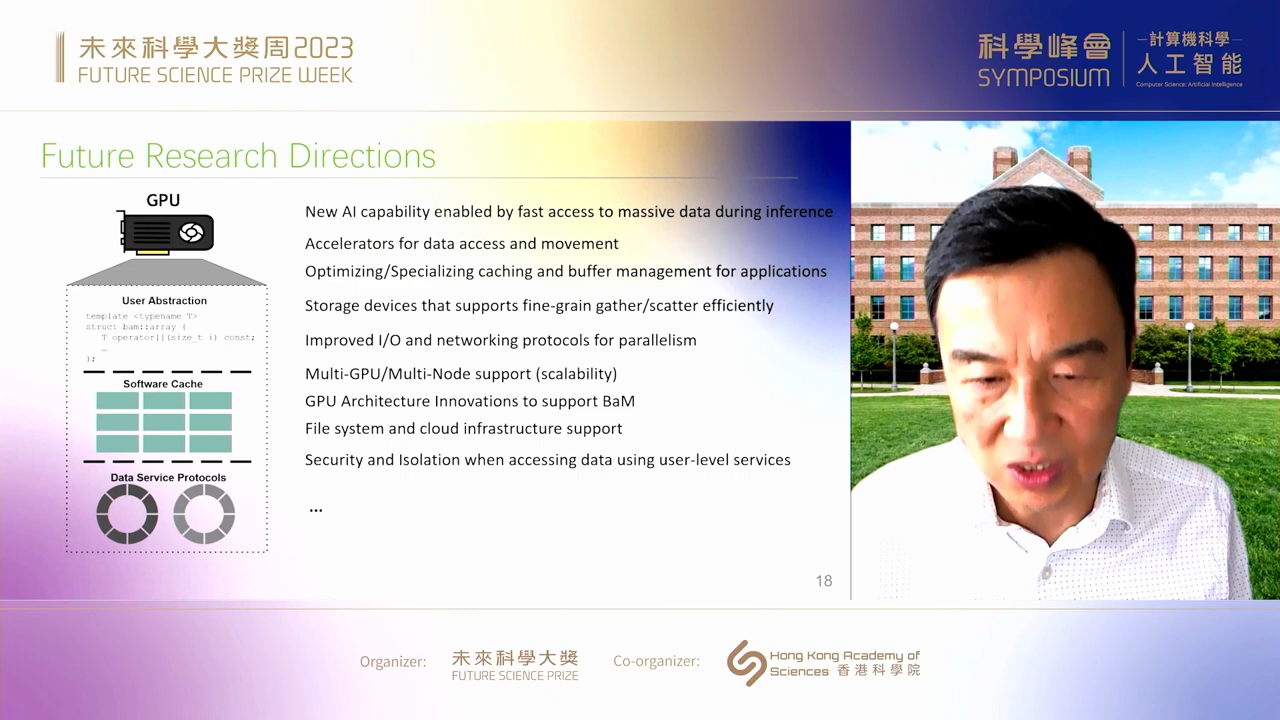 未來科學大獎周2023
FUTURE SCIENCE PRIZE WEEK
科學峰會
SYMPOSIUM
計算機科學
人工智能
Computer Science: Artificial Intelligence
Future Research Directions
GPU
User Abstraction
template <typename T>
struct bam::array {
T operator[](size_t i) const;
…
};
Software Cache
Data Service Protocols
New AI capability enabled by fast access to massive data during inference
Accelerators for data access and movement
Optimizing/Specializing caching and buffer management for applications
Storage devices that supports fine-grain gather/scatter efficiently
Improved I/O and networking protocols for parallelism
Multi-GPU/Multi-Node support (scalability)
GPU Architecture Innovations to support BaM
File system and cloud infrastructure support
Security and Isolation when accessing data using user-level services
...
18
Organizer:
未來科學大獎
FUTURE SCIENCE PRIZE
Co-organizer:
Hong Kong Academy of
Sciences 香港科學院